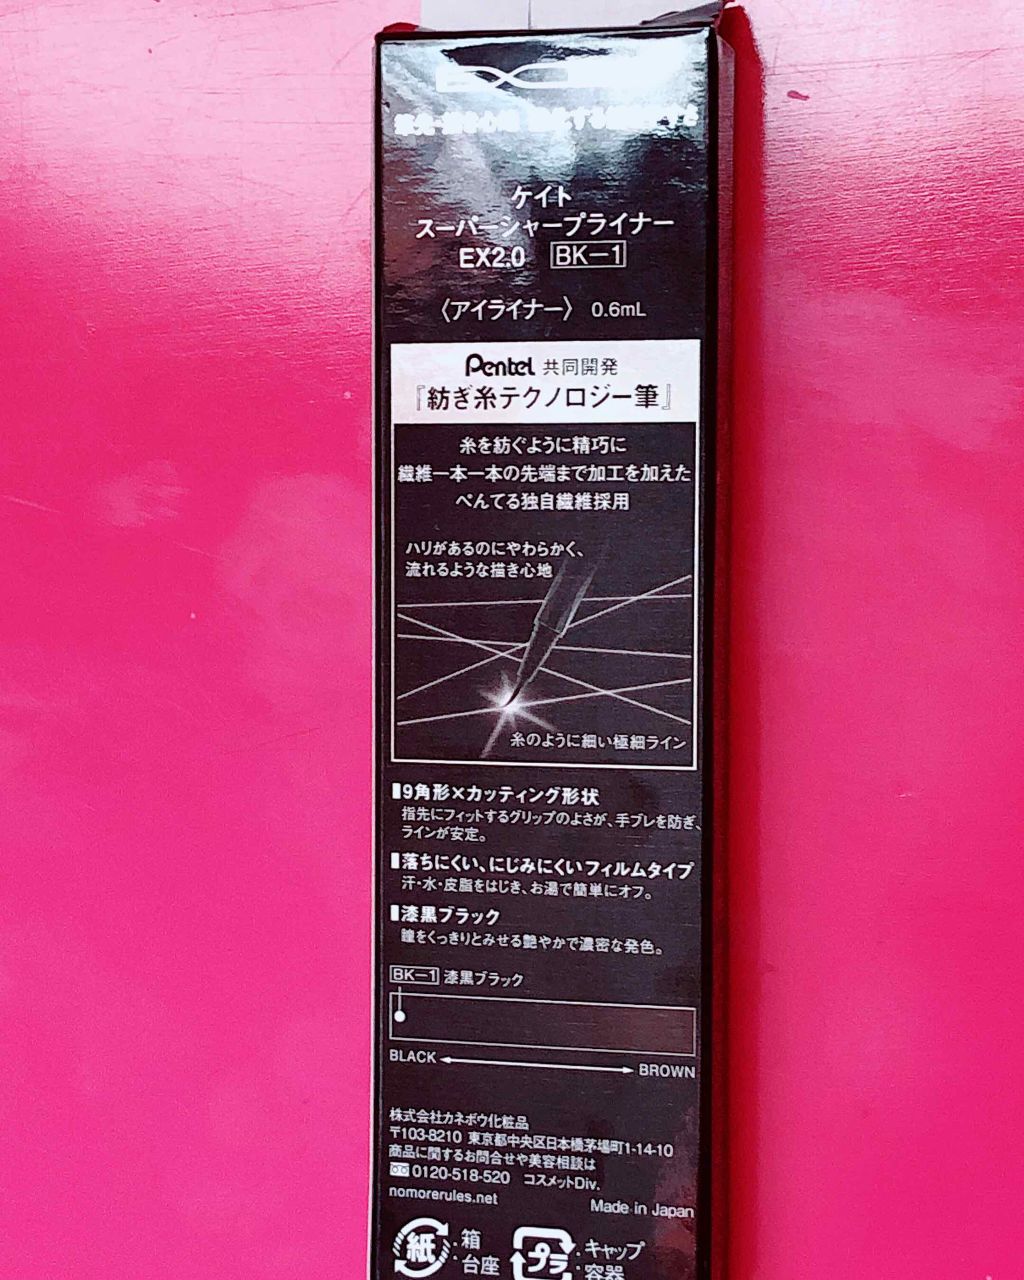 ケイト
スーパーシャープライナー
EX2.0 BK-1
〈アイライナー〉 0.6mL
Pentel 共同開発
『紡ぎ糸テクノロジー筆』
糸を紡ぐように精巧に
繊維一本一本の先端まで加工を加えた
ぺんてる独自繊維採用
ハリがあるのにやわらかく、
流れるような描き心地
糸のように細い極細ライン
▮9角形×カッティング形状
指先にフィットするグリップのよさが、手ブレを防ぎ、
ラインが安定。
▮落ちにくい、にじみにくいフィルムタイプ
汗・水・皮脂をはじき、お湯で簡単にオフ。
▮漆黒ブラック
瞳をくっきりとみせる艶やかで濃密な発色。
BK-1 漆黒ブラック
BLACK BROWN
株式会社カネボウ化粧品
〒103-8210 東京都中央区日本橋茅場町1-14-10
商品に関するお問合せや美容相談は
0120-518-520 コスメットDiv.
nomorerules.net
Made in Japan
紙 ・箱 ・台座
プラ ・キャップ ・容器